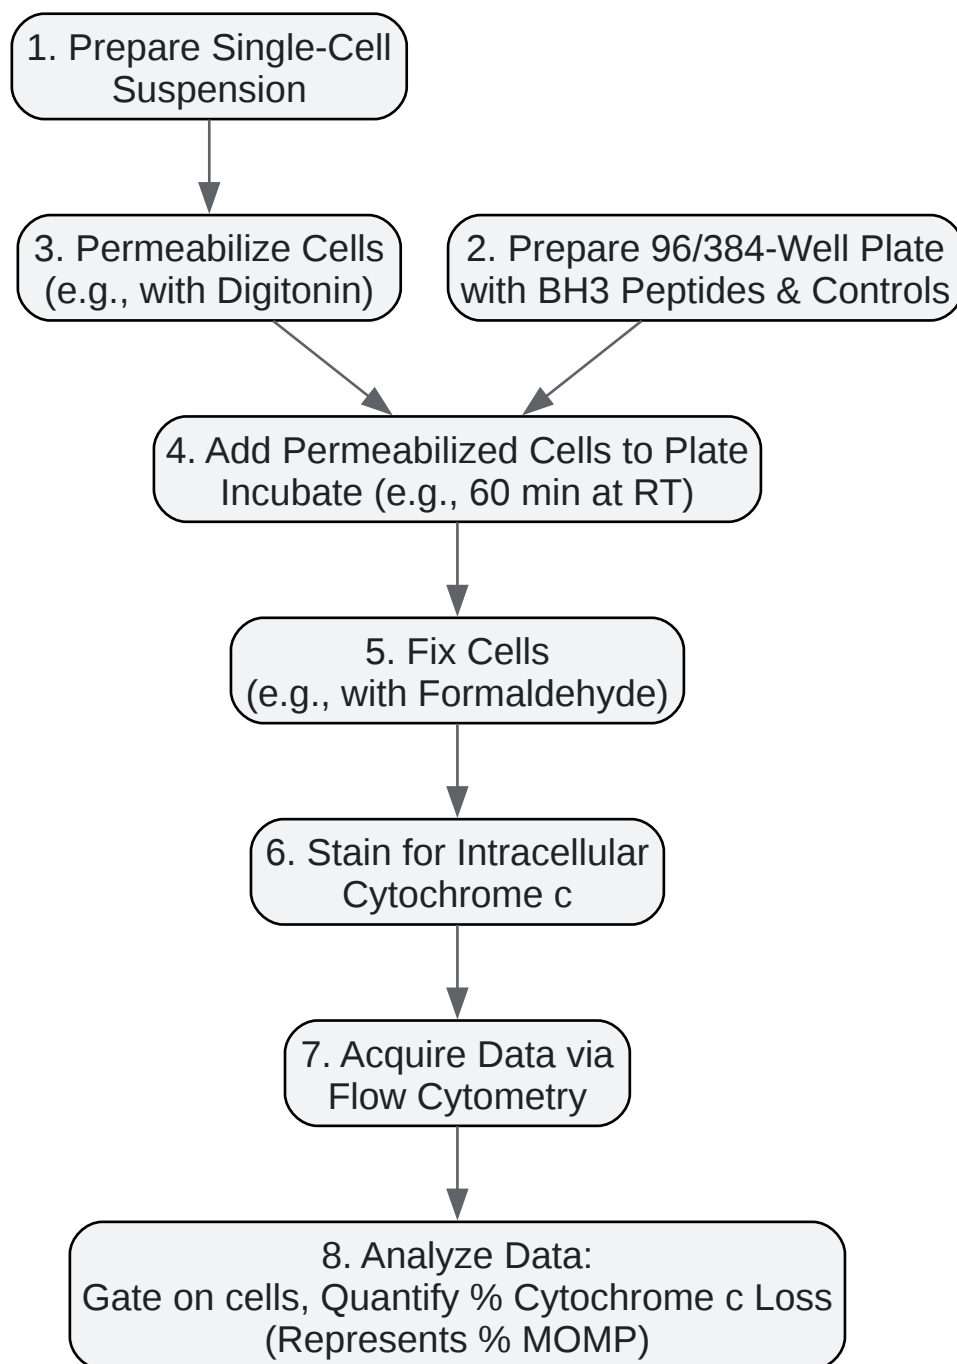 1. Prepare Single-Cell
Suspension
3. Permeabilize Cells
(e.g., with Digitonin)
2. Prepare 96/384-Well Plate
with BH3 Peptides & Controls
4. Add Permeabilized Cells to Plate
Incubate (e.g., 60 min at RT)
5. Fix Cells
(e.g., with Formaldehyde)
6. Stain for Intracellular
Cytochrome c
7. Acquire Data via
Flow Cytometry
8. Analyze Data:
Gate on cells, Quantify % Cytochrome c Loss
(Represents % MOMP)